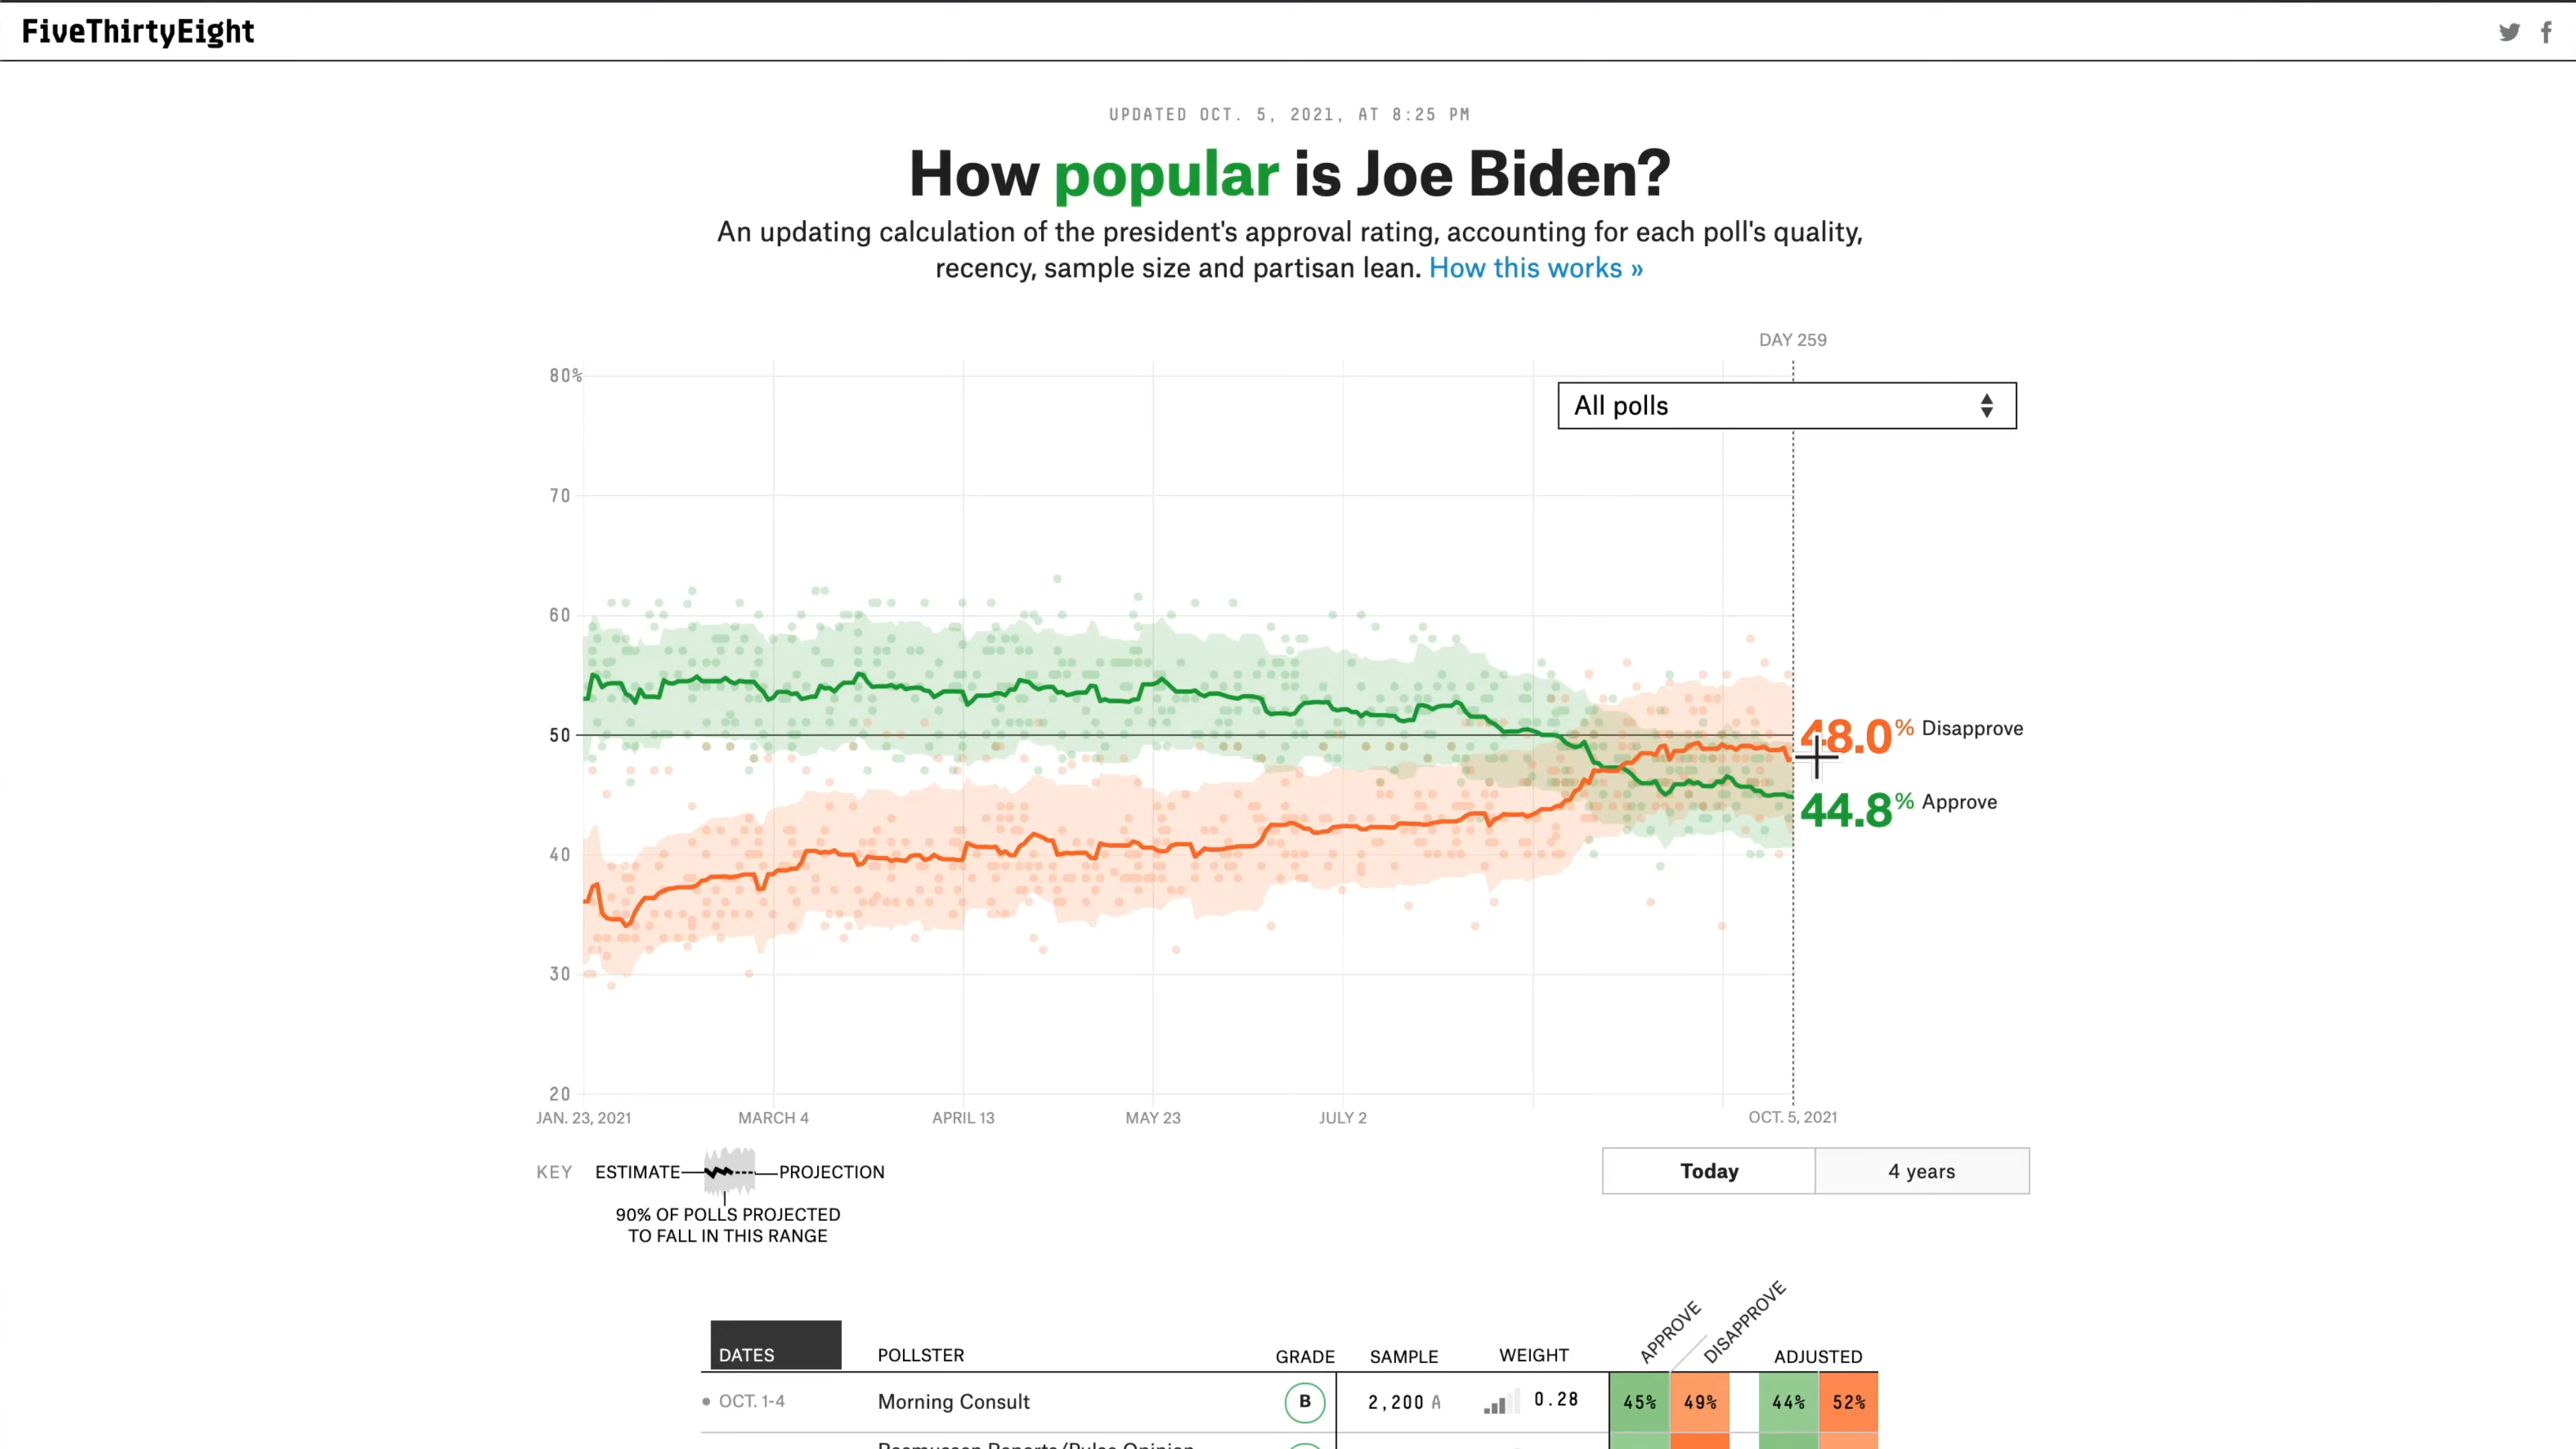 FiveThirtyEight
UPDATED OCT. 5, 2021, AT 8:25 PM
How popular is Joe Biden?
An updating calculation of the president's approval rating, accounting for each poll's quality,
recency, sample size and partisan lean. How this works »
DAY 259
All polls
80%
70
60
50
40
30
20
48.0% Disapprove
44.8% Approve
JAN. 23, 2021 MARCH 4 APRIL 13 MAY 23 JULY 2 OCT. 5, 2021
KEY ESTIMATE PROJECTION
90% OF POLLS PROJECTED
TO FALL IN THIS RANGE
Today 4 years
DATES POLLSTER GRADE SAMPLE WEIGHT APPROVE DISAPPROVE ADJUSTED
OCT. 1-4 Morning Consult B 2,200 A 0.28 45% 49% 44% 52%